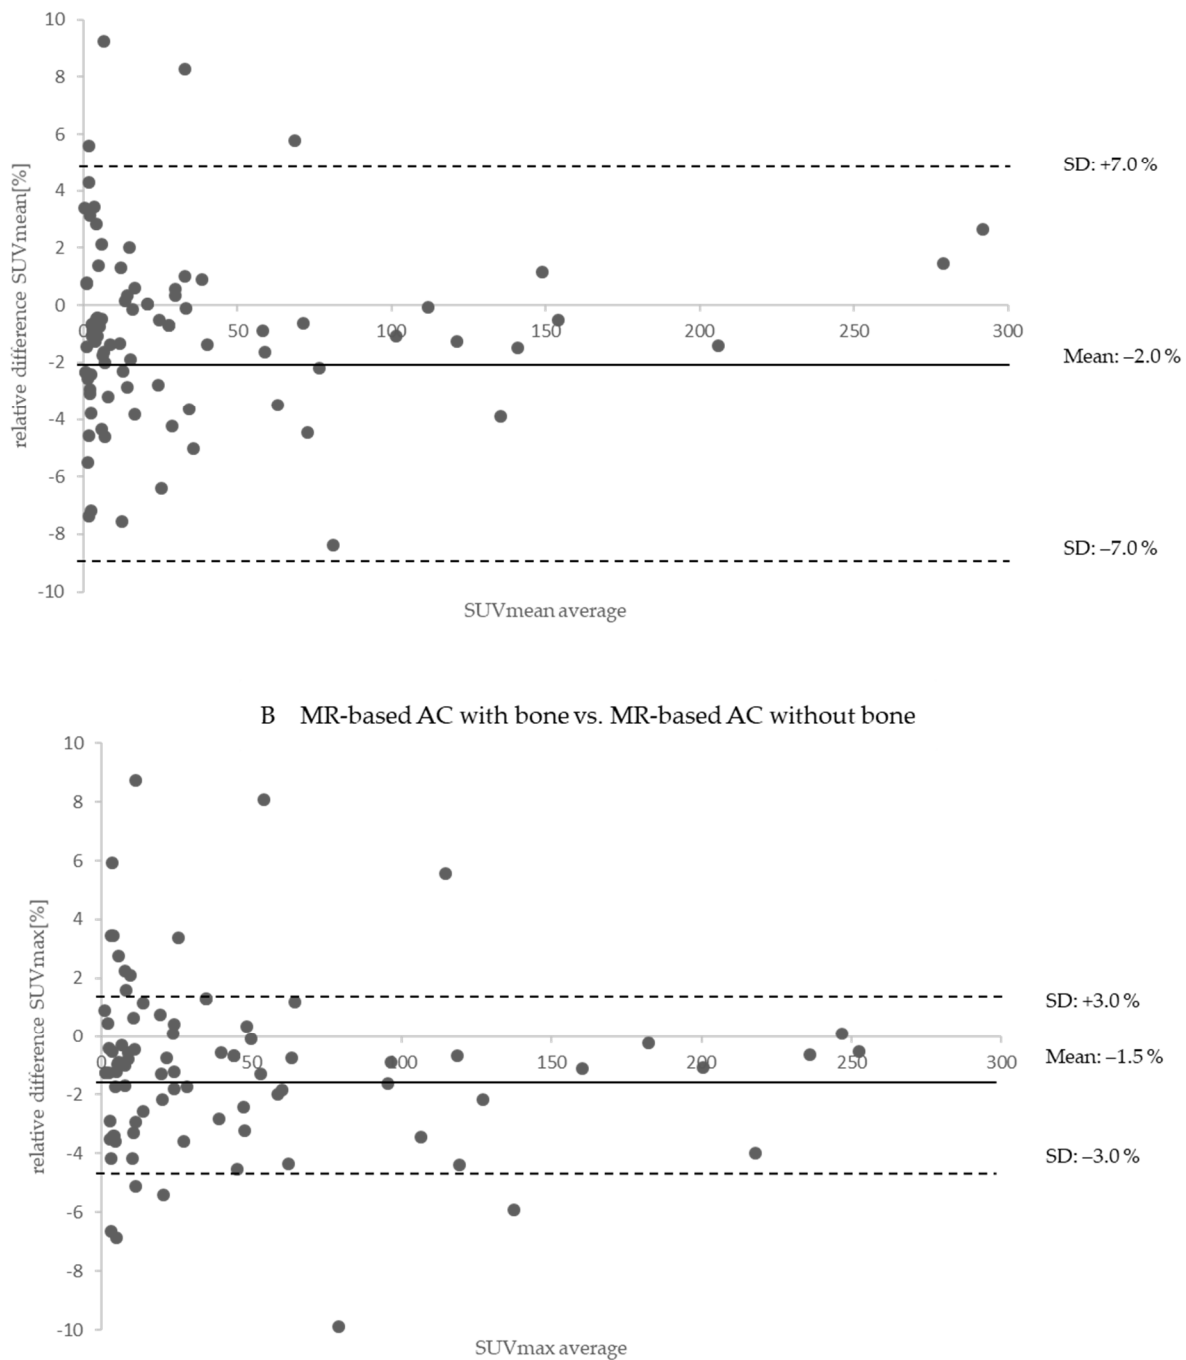 10
8
6
4
2
0
-2
-4
-6
-8
-10
0 50 100 150 200 250 300
relative difference SUVmean[%]
SUVmean average
SD: +7.0 %
Mean: –2.0 %
SD: –7.0 %
B MR-based AC with bone vs. MR-based AC without bone
10
8
6
4
2
0
-2
-4
-6
-8
-10
0 50 100 150 200 250 300
relative difference SUVmax[%]
SUVmax average
SD: +3.0 %
Mean: –1.5 %
SD: –3.0 %